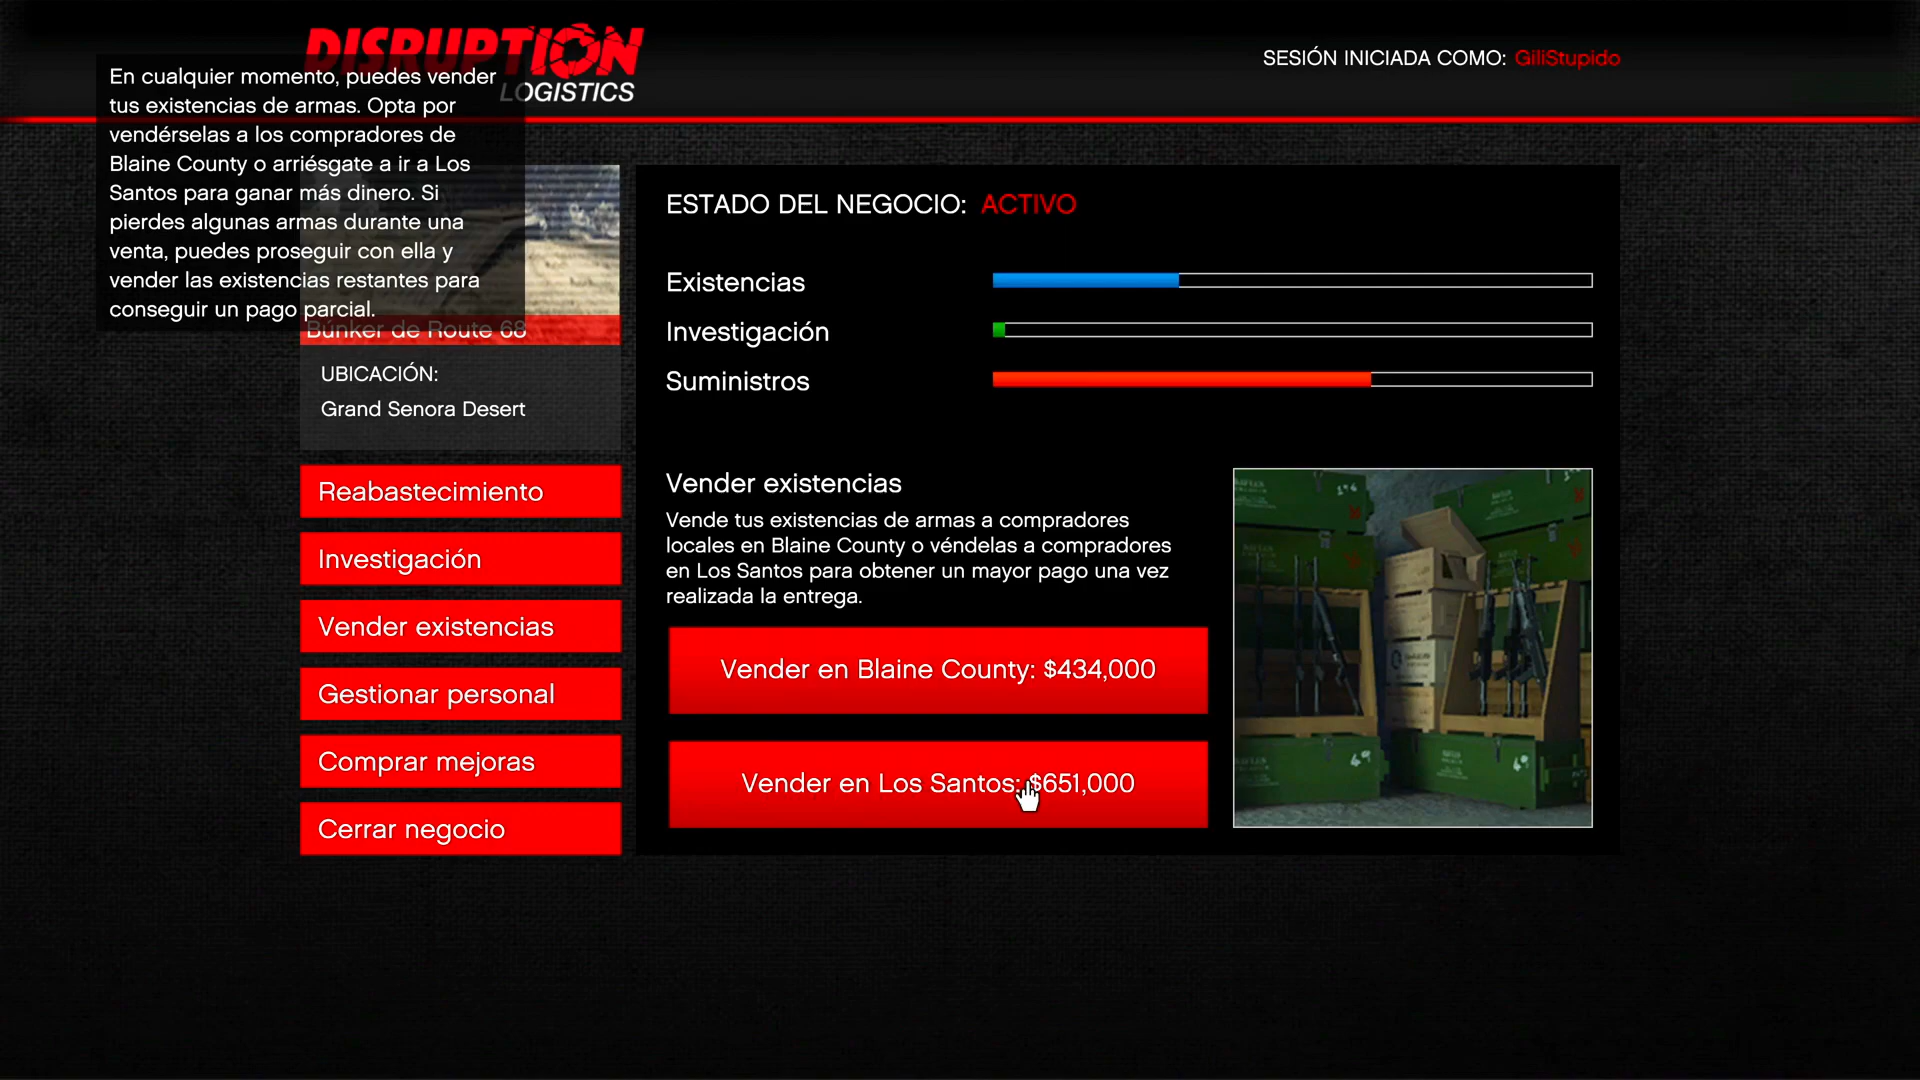 DISRUPTION
LOGISTICS
SESIÓN INICIADA COMO: GiliStupido
En cualquier momento, puedes vender
tus existencias de armas. Opta por
vendérselas a los compradores de
Blaine County o arriésgate a ir a Los
Santos para ganar más dinero. Si
pierdes algunas armas durante una
venta, puedes proseguir con ella y
vender las existencias restantes para
conseguir un pago parcial.
Búnker de Route 68
UBICACIÓN:
Grand Senora Desert
Reabastecimiento
Investigación
Vender existencias
Gestionar personal
Comprar mejoras
Cerrar negocio
ESTADO DEL NEGOCIO: ACTIVO
Existencias
Investigación
Suministros
Vender existencias
Vende tus existencias de armas a compradores
locales en Blaine County o véndelas a compradores
en Los Santos para obtener un mayor pago una vez
realizada la entrega.
Vender en Blaine County: $434,000
Vender en Los Santos: $651,000